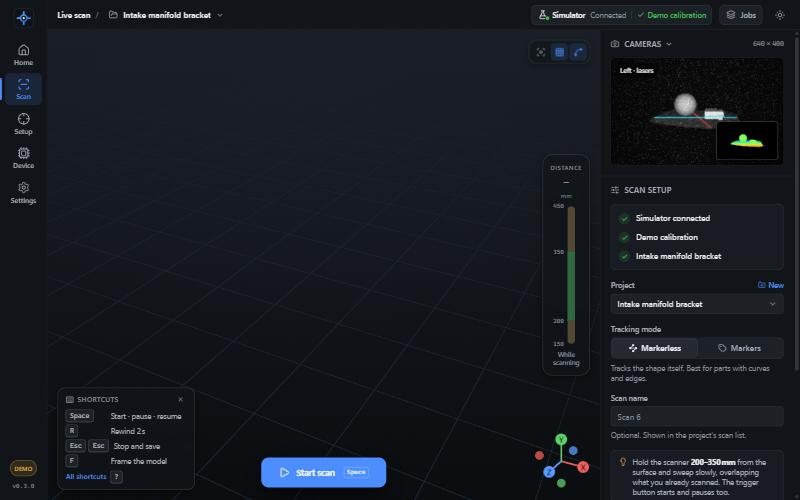 Live scan / Intake manifold bracket
Simulator Connected Demo calibration
Jobs
Home
Scan
Setup
Device
Settings
DEMO
v0.3.0
CAMERAS
640 × 400
Left · lasers
DISTANCE
–
mm
450
350
200
150
While
scanning
SCAN SETUP
Simulator connected
Demo calibration
Intake manifold bracket
Project
New
Intake manifold bracket
Tracking mode
Markerless
Markers
Tracks the shape itself. Best for parts with curves
and edges.
Scan name
Scan 6
Optional. Shown in the project's scan list.
Hold the scanner 200–350 mm from the
surface and sweep slowly, overlapping
what you already scanned. The trigger
button starts and pauses too.
SHORTCUTS
Space Start · pause · resume
R Rewind 2 s
Esc Esc Stop and save
F Frame the model
All shortcuts ?
Start scan Space
Y
X
Z